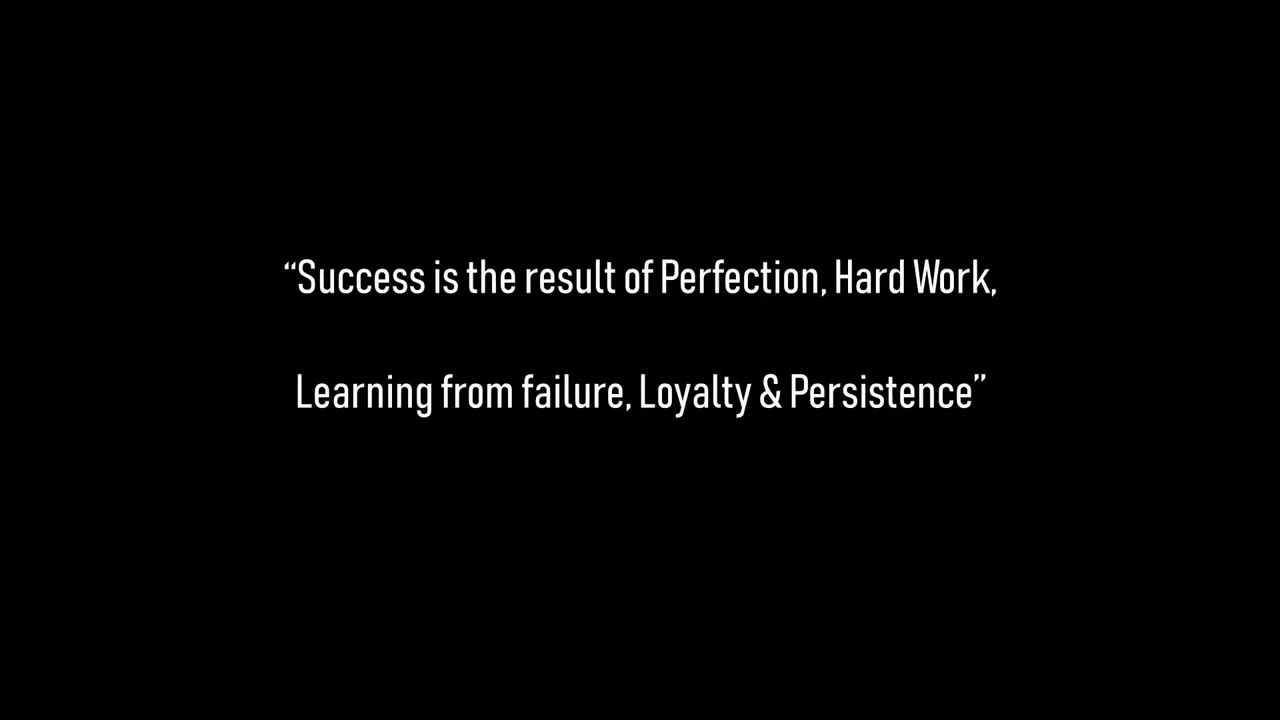 “Success is the result of Perfection, Hard Work,
Learning from failure, Loyalty & Persistence”